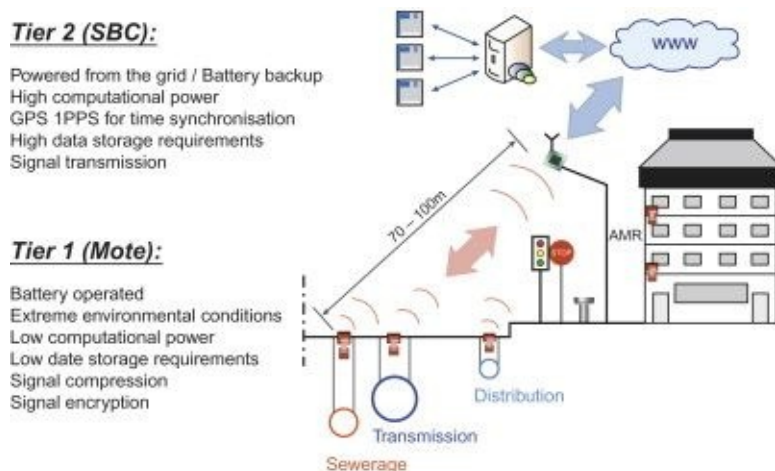 Tier 2 (SBC):
Powered from the grid / Battery backup
High computational power
GPS 1PPS for time synchronisation
High data storage requirements
Signal transmission
WWW
70 – 100m
AMR
STOP
Tier 1 (Mote):
Battery operated
Extreme environmental conditions
Low computational power
Low date storage requirements
Signal compression
Signal encryption
Distribution
Transmission
Sewerage